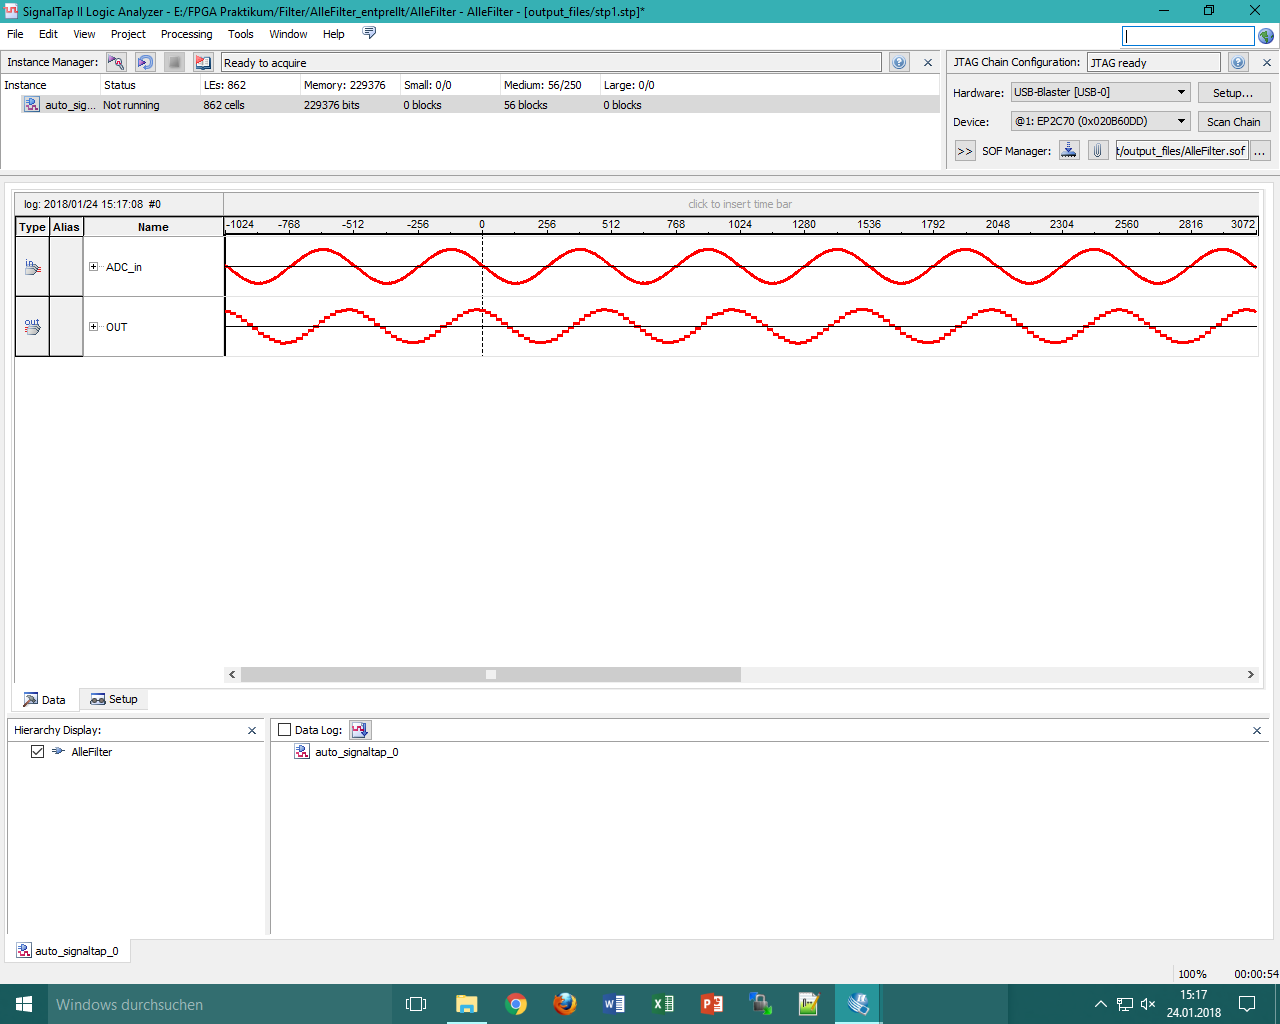 SignalTap II Logic Analyzer - E:/FPGA Praktikum/Filter/AlleFilter_entprellt/AlleFilter - AlleFilter - [output_files/stp1.stp]*
File Edit View Project Processing Tools Window Help
Instance Manager: Ready to acquire
Instance Status LEs: 862 Memory: 229376 Small: 0/0 Medium: 56/250 Large: 0/0
auto_sig... Not running 862 cells 229376 bits 0 blocks 56 blocks 0 blocks
JTAG Chain Configuration: JTAG ready
Hardware: USB-Blaster [USB-0] Setup...
Device: @1: EP2C70 (0x020B60DD) Scan Chain
>> SOF Manager: t/output_files/AlleFilter.sof ...
log: 2018/01/24 15:17:08 #0 click to insert time bar
Type Alias Name -1024 -768 -512 -256 0 256 512 768 1024 1280 1536 1792 2048 2304 2560 2816 3072
in ADC_in
out OUT
Data Setup
Hierarchy Display:
AlleFilter
Data Log:
auto_signaltap_0
auto_signaltap_0
100% 00:00:54
Windows durchsuchen
15:17
24.01.2018